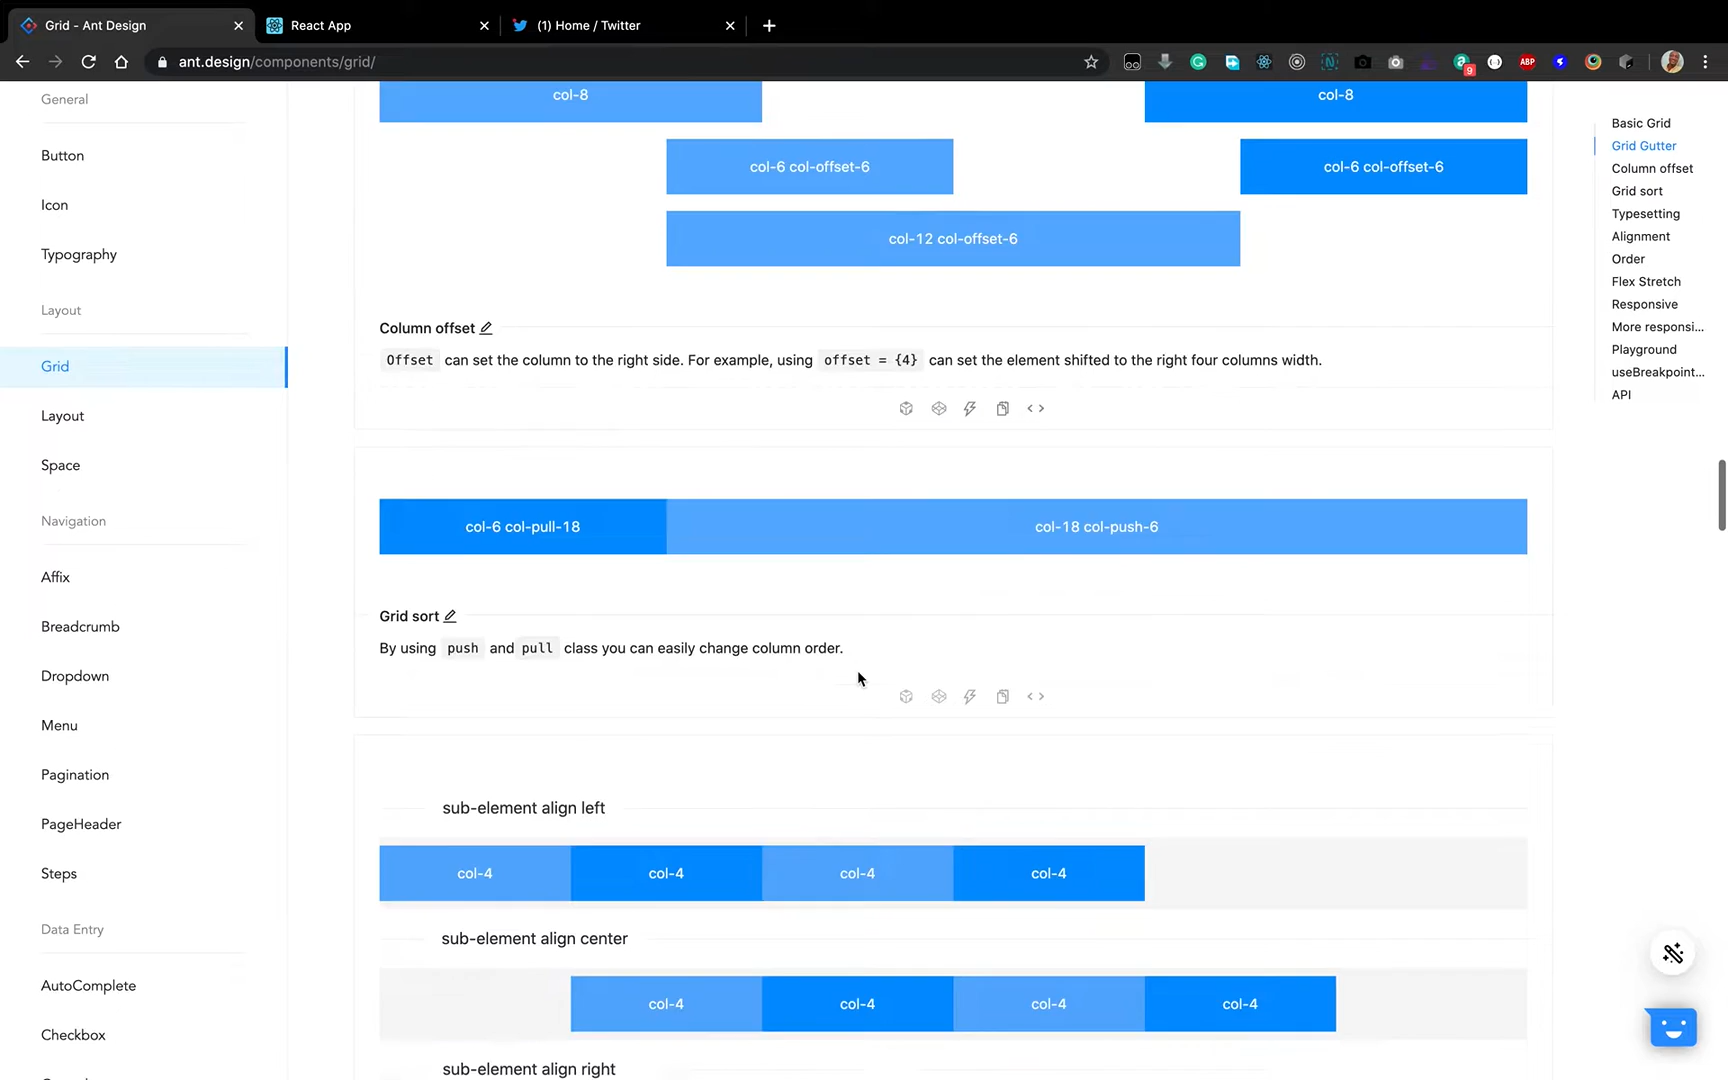 Grid - Ant Design
React App
(1) Home / Twitter
ant.design/components/grid/
9
ABP
General
Button
Icon
Typography
Layout
Grid
Layout
Space
Navigation
Affix
Breadcrumb
Dropdown
Menu
Pagination
PageHeader
Steps
Data Entry
AutoComplete
Checkbox
col-8
col-8
col-6 col-offset-6
col-6 col-offset-6
col-12 col-offset-6
Column offset
Offset can set the column to the right side. For example, using offset = {4} can set the element shifted to the right four columns width.
col-6 col-pull-18
col-18 col-push-6
Grid sort
By using push and pull class you can easily change column order.
sub-element align left
col-4
col-4
col-4
col-4
sub-element align center
col-4
col-4
col-4
col-4
sub-element align right
Basic Grid
Grid Gutter
Column offset
Grid sort
Typesetting
Alignment
Order
Flex Stretch
Responsive
More responsi...
Playground
useBreakpoint...
API